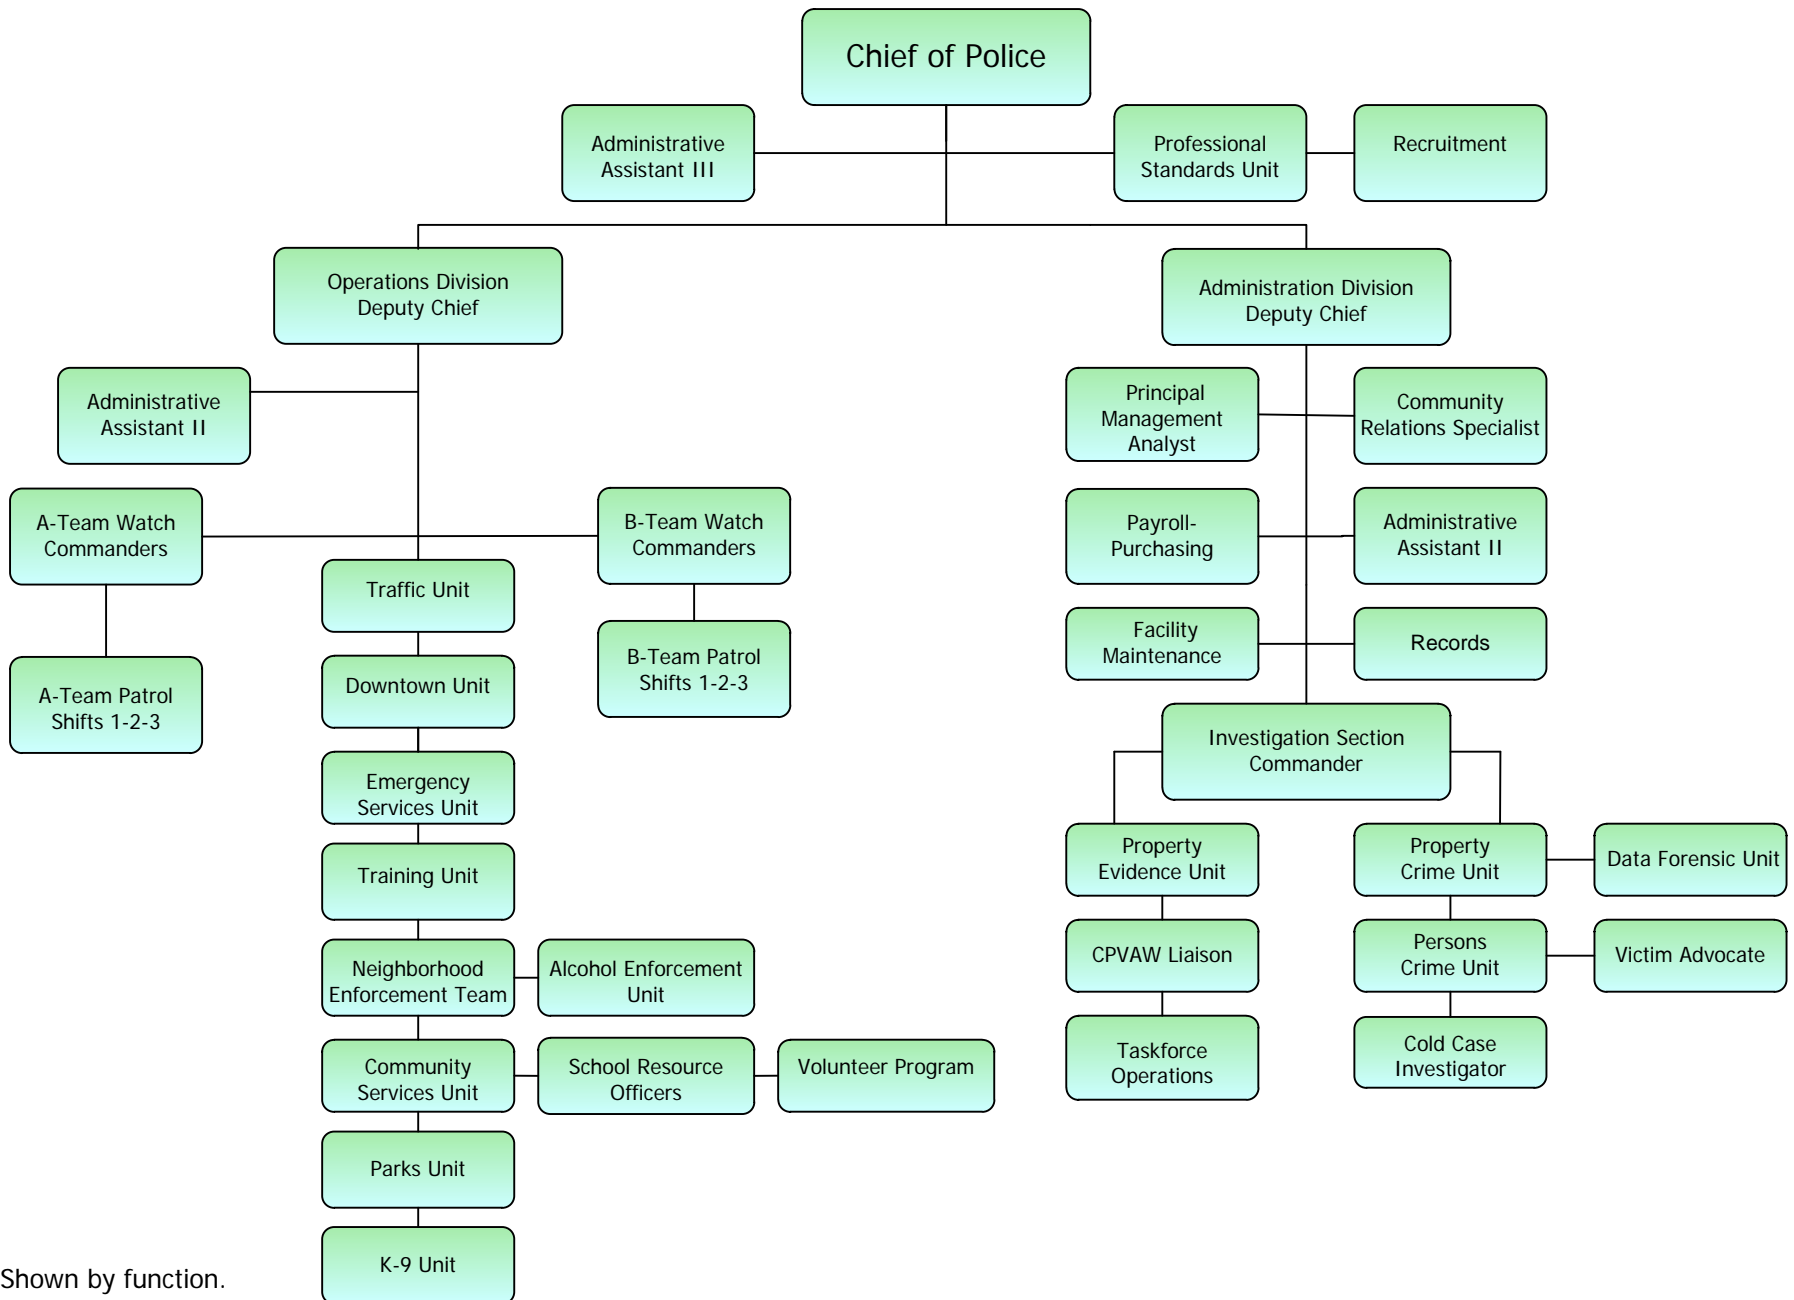 Chief of Police
Administrative
Assistant III
Professional
Standards Unit
Recruitment
Operations Division
Deputy Chief
Administration Division
Deputy Chief
Administrative
Assistant II
Principal
Management
Analyst
Community
Relations Specialist
A-Team Watch
Commanders
B-Team Watch
Commanders
Payroll-
Purchasing
Administrative
Assistant II
Traffic Unit
Facility
Maintenance
Records
A-Team Patrol
Shifts 1-2-3
Downtown Unit
B-Team Patrol
Shifts 1-2-3
Investigation Section
Commander
Emergency
Services Unit
Training Unit
Property
Evidence Unit
Property
Crime Unit
Data Forensic Unit
Neighborhood
Enforcement Team
Alcohol Enforcement
Unit
CPVAW Liaison
Persons
Crime Unit
Victim Advocate
Community
Services Unit
School Resource
Officers
Volunteer Program
Taskforce
Operations
Cold Case
Investigator
Parks Unit
K-9 Unit
Shown by function.